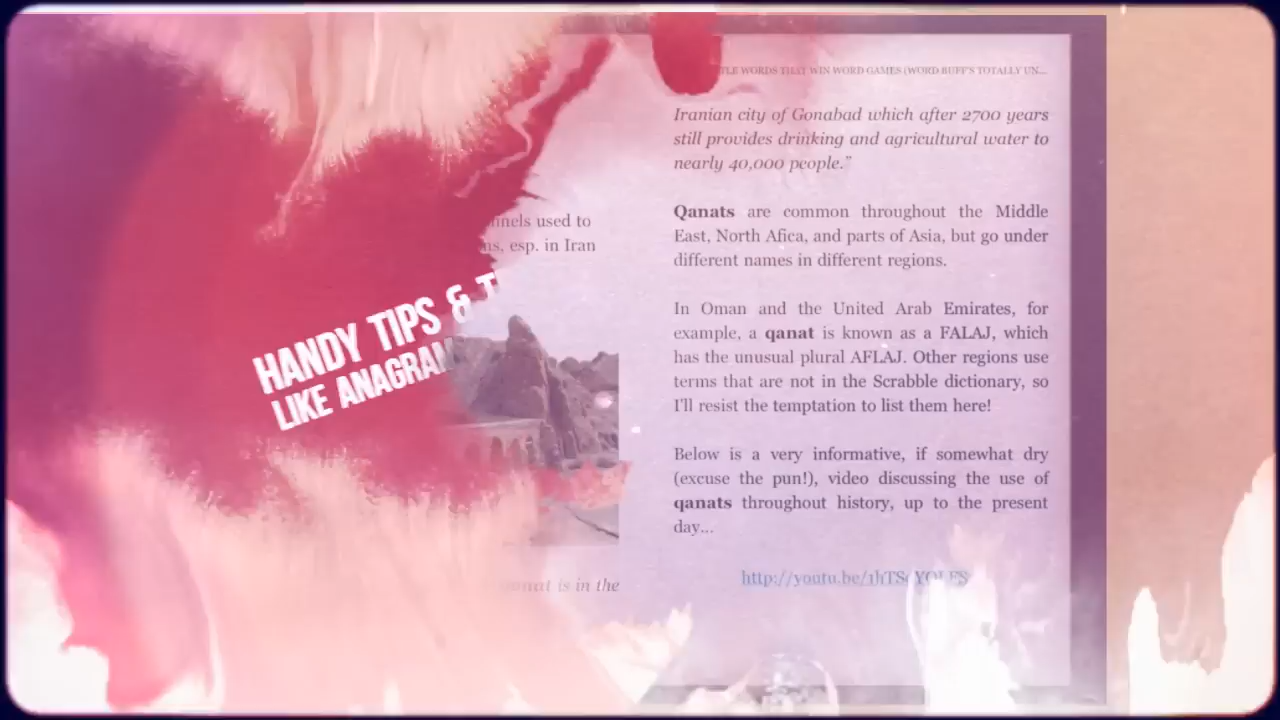 TLE WORDS THAT WIN WORD GAMES (WORD BUFF'S TOTALLY UN...
Iranian city of Gonabad which after 2700 years
still provides drinking and agricultural water to
nearly 40,000 people."
Qanats are common throughout the Middle
East, North Afica, and parts of Asia, but go under
different names in different regions.
In Oman and the United Arab Emirates, for
example, a qanat is known as a FALAJ, which
has the unusual plural AFLAJ. Other regions use
terms that are not in the Scrabble dictionary, so
I'll resist the temptation to list them here!
Below is a very informative, if somewhat dry
(excuse the pun!), video discussing the use of
qanats throughout history, up to the present
day...
used to
esp. in Iran
is in the
HANDY TIPS &
LIKE ANAGRAM